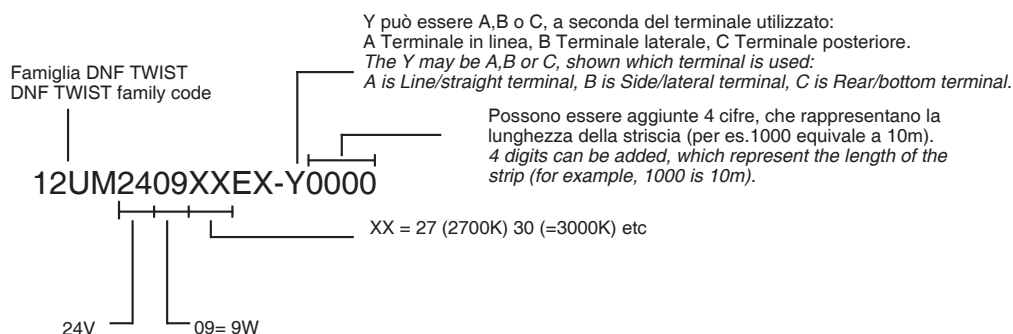 Y può essere A,B o C, a seconda del terminale utilizzato:
A Terminale in linea, B Terminale laterale, C Terminale posteriore.
The Y may be A,B or C, shown which terminal is used:
A is Line/straight terminal, B is Side/lateral terminal, C is Rear/bottom terminal.
Famiglia DNF TWIST
DNF TWIST family code
Possono essere aggiunte 4 cifre, che rappresentano la
lunghezza della striscia (per es.1000 equivale a 10m).
4 digits can be added, which represent the length of the
strip (for example, 1000 is 10m).
12UM2409XXEX-Y0000
XX = 27 (2700K) 30 (=3000K) etc
24V
09= 9W